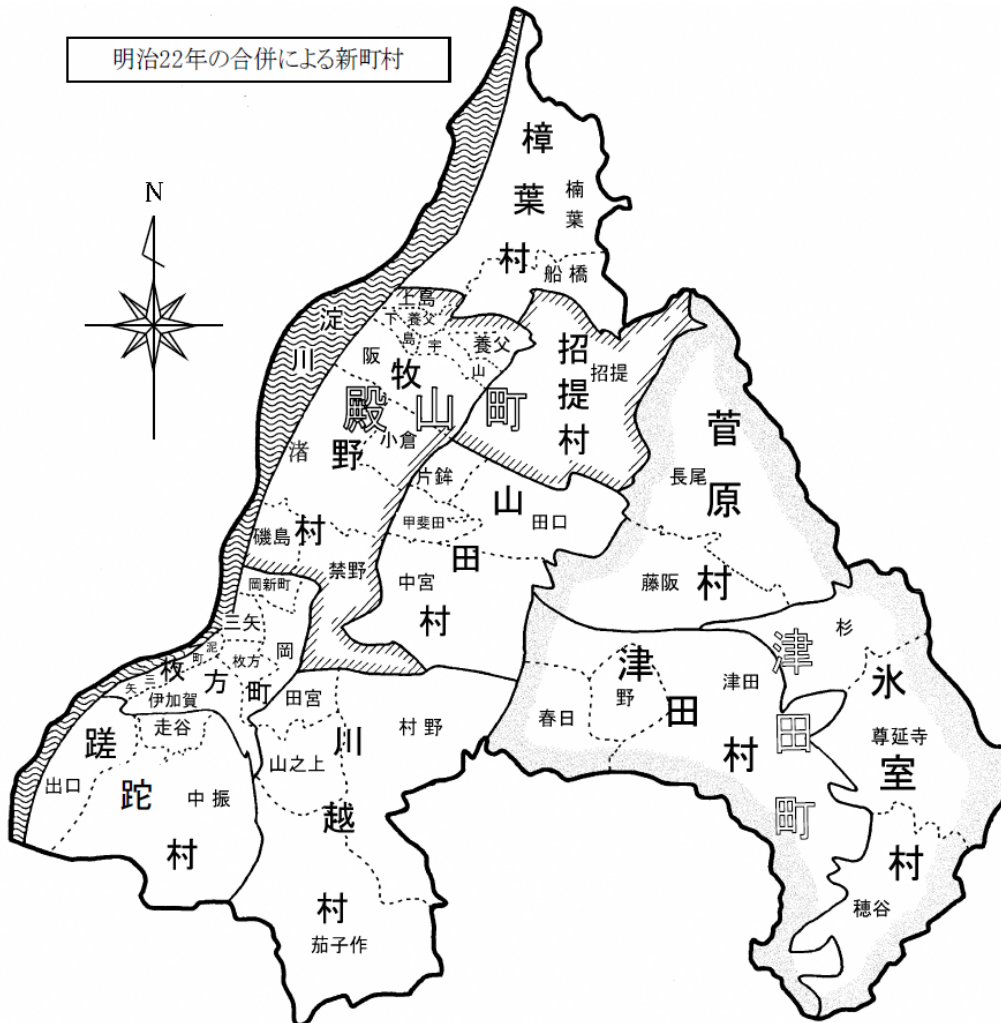 明治22年の合併による新町村
N
樟葉村
楠葉
船橋
淀川
上島
下島
養父
宇山
養父
阪
牧野村
殿山町
招提村
招提
小倉
渚
片鉾
菅原村
長尾
山田村
甲斐田
田口
磯島
禁野
中宮
藤阪
岡新町
三矢
泥町
枚方
岡
枚方町
三矢
伊加賀
田宮
津田村
津田
野
春日
津田町
杉
氷室村
尊延寺
穂谷
蹉跎村
走谷
出口
中振
川越村
村野
山之上
茄子作